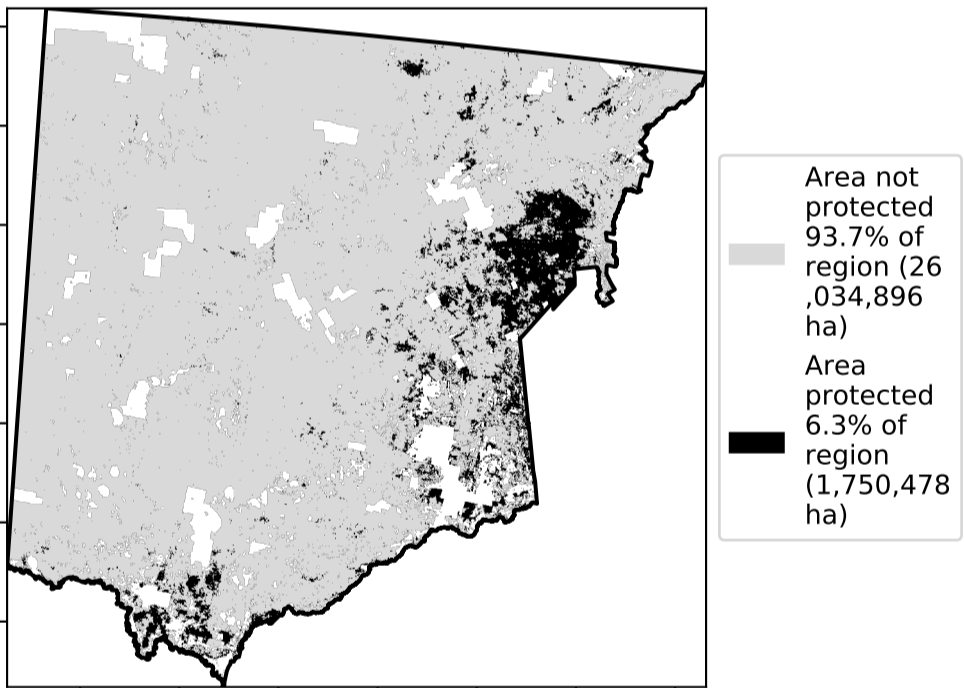 Area not
protected
93.7% of
region (26
,034,896
ha)
Area
protected
6.3% of
region
(1,750,478
ha)